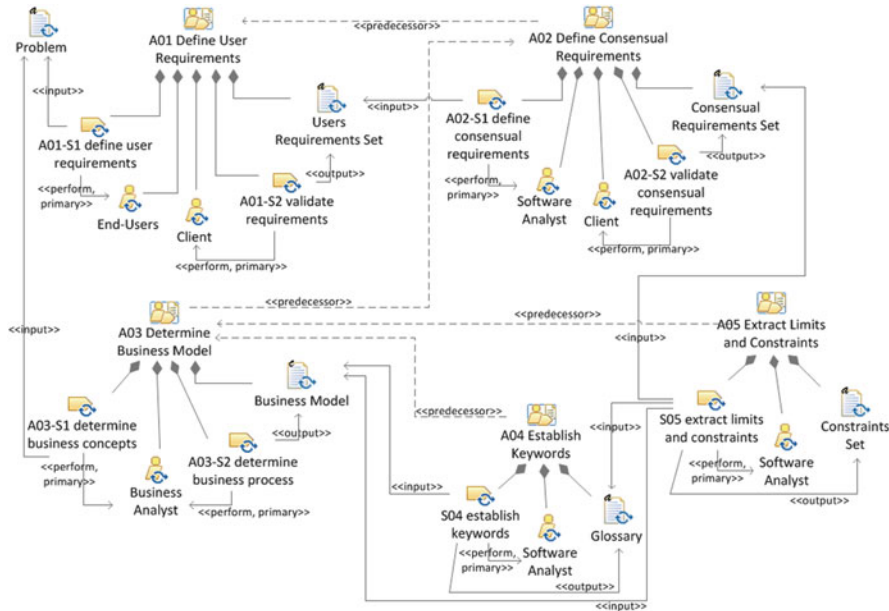 Problem
A01 Define User
Requirements
<<predecessor>>
A02 Define Consensual
Requirements
<<input>>
Users
Requirements Set
<<input>>
Consensual
Requirements Set
A01-S1 define user
requirements
A02-S1 define
consensual
requirements
<<output>>
<<perform,
primary>>
<<output>>
A01-S2 validate
requirements
<<perform,
primary>>
A02-S2 validate
consensual
requirements
End-Users
Client
Software
Analyst
Client
<<perform, primary>>
<<perform, primary>>
<<predecessor>>
<<predecessor>>
<<input>>
A03 Determine
Business Model
A05 Extract Limits
and Constraints
<<input>>
Business Model
<<predecessor>>
A03-S1 determine
business concepts
<<output>>
A04 Establish
Keywords
<<input>>
S05 extract limits
and constraints
Constraints
Set
A03-S2 determine
business process
<<perform,
primary>>
<<perform,
primary>>
Software
Analyst
Business
Analyst
<<perform, primary>>
<<input>>
<<output>>
S04 establish
keywords
Glossary
<<perform,
primary>>
Software
Analyst
<<output>>
<<input>>